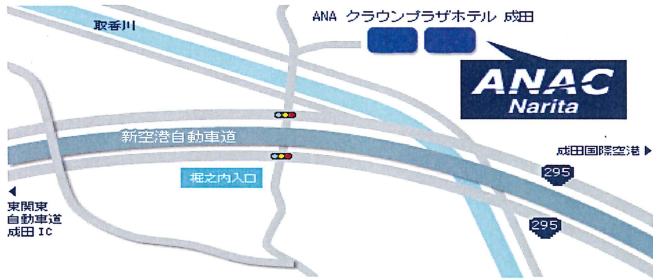 ANA クラウンプラザホテル 成田
取香川
ANAC
Narita
新空港自動車道
成田国際空港▶
295
堀之内入口
◀
東関東
自動車道
成田 IC
295